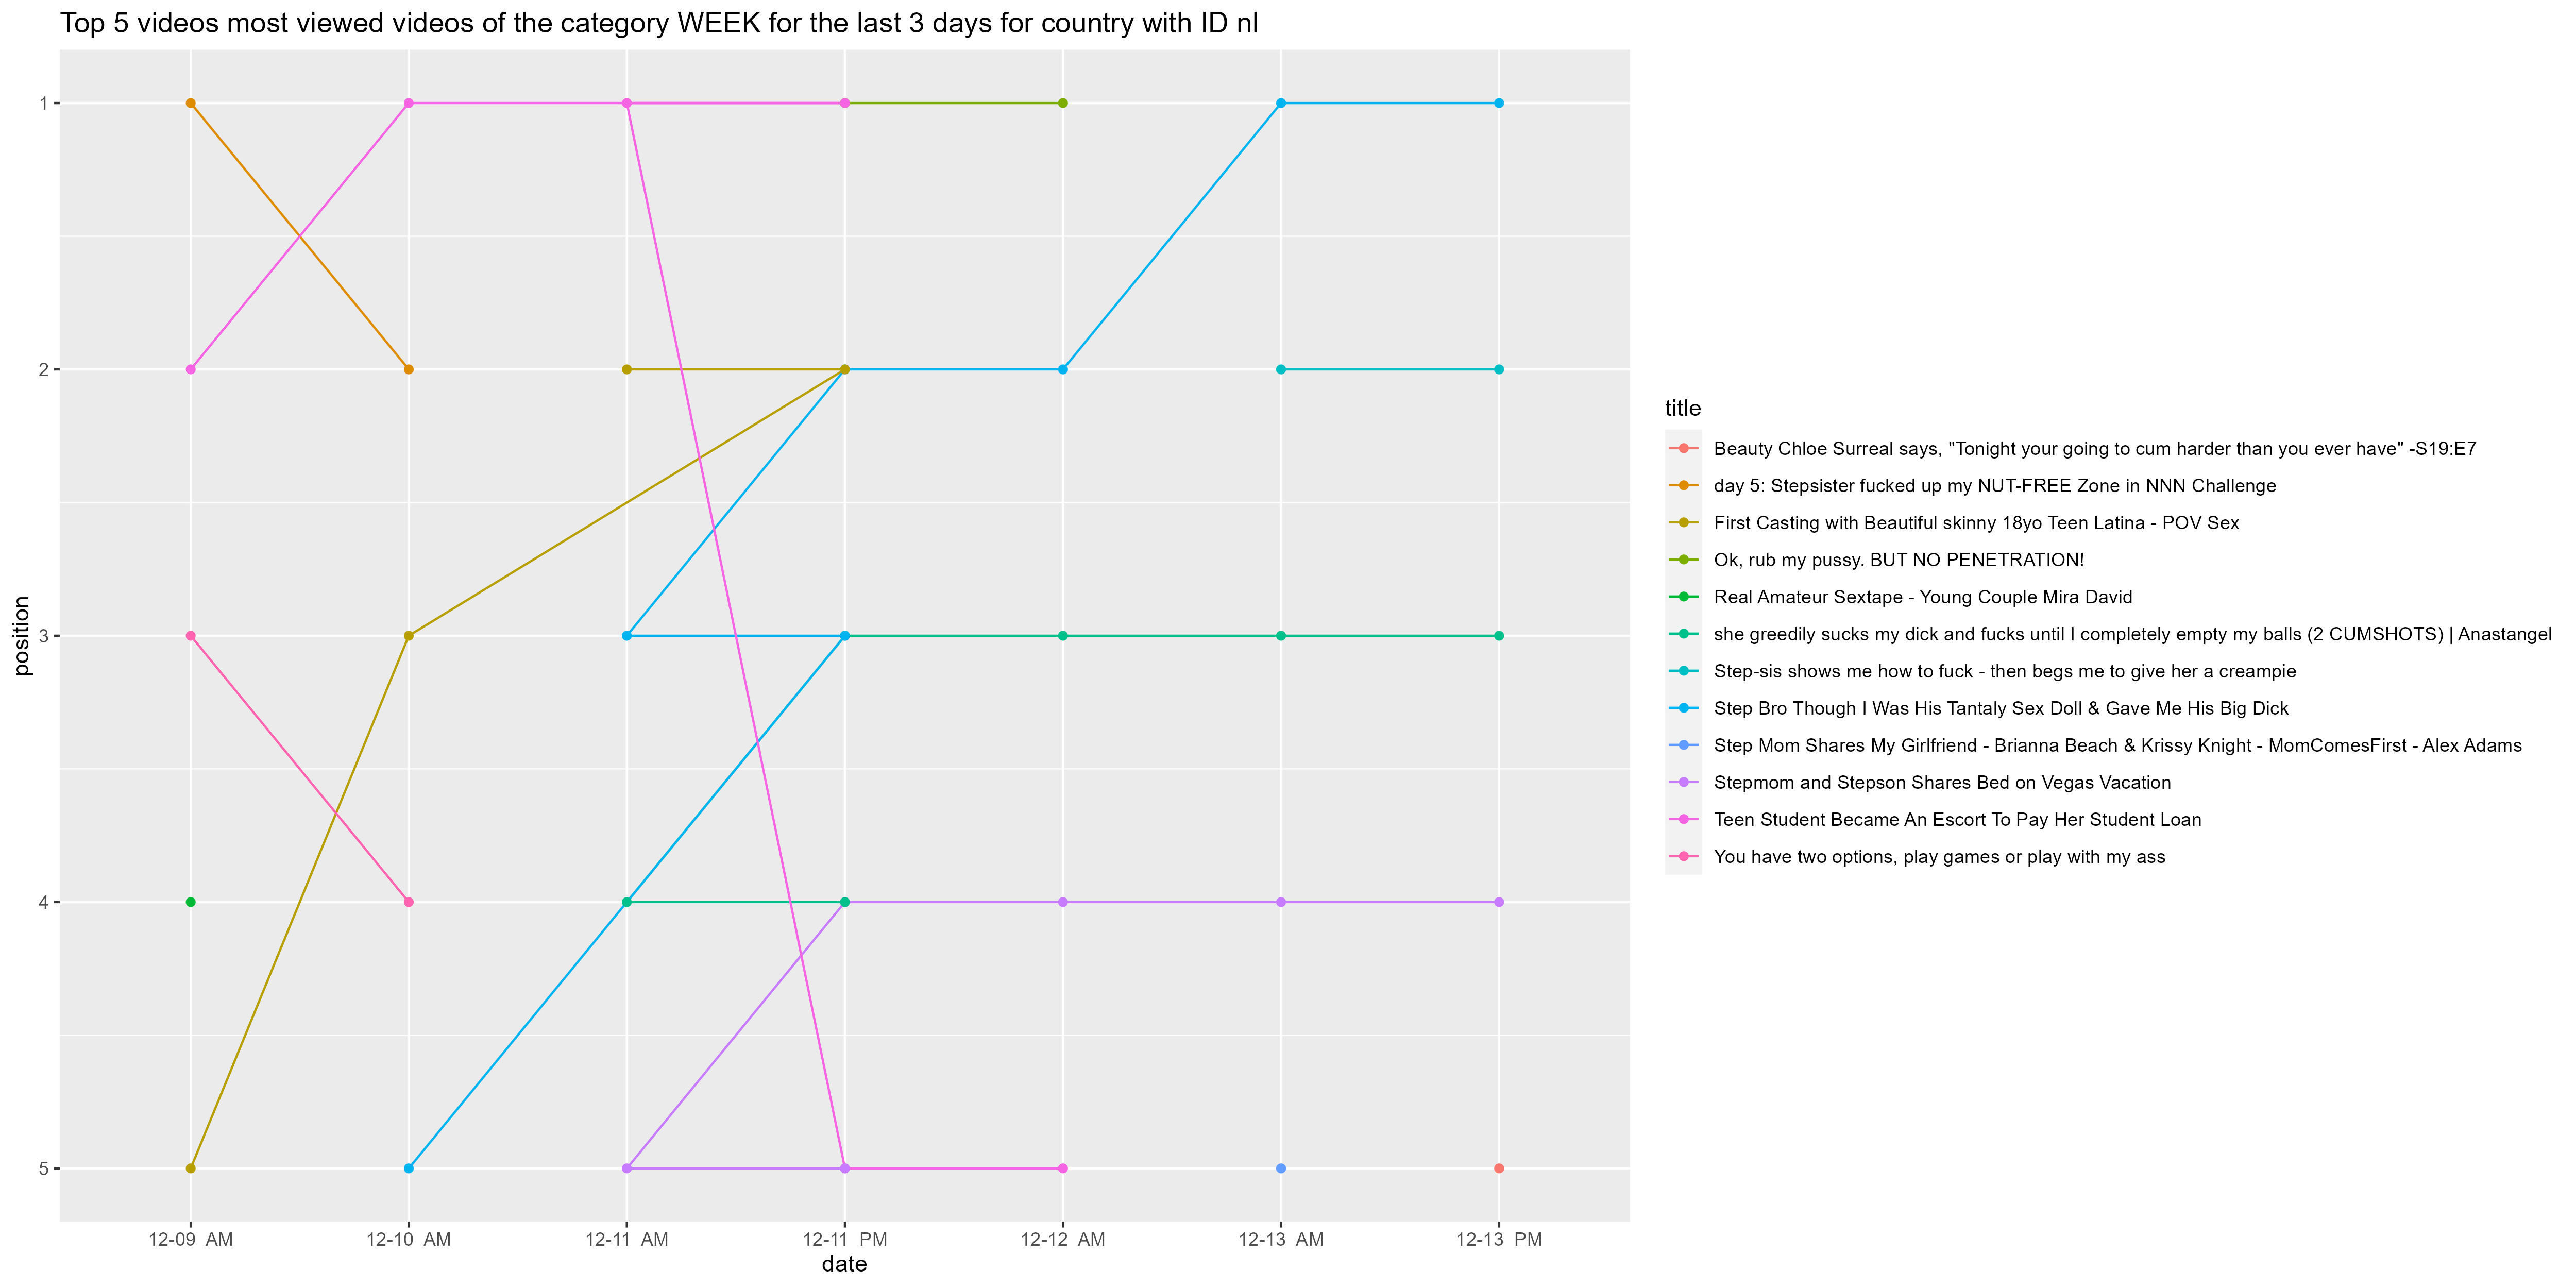 Top 5 videos most viewed videos of the category WEEK for the last 3 days for country with ID nl
position
1
2
3
4
5
12-09 AM
12-10 AM
12-11 AM
12-11 PM
12-12 AM
12-13 AM
12-13 PM
date
title
Beauty Chloe Surreal says, "Tonight your going to cum harder than you ever have" -S19:E7
day 5: Stepsister fucked up my NUT-FREE Zone in NNN Challenge
First Casting with Beautiful skinny 18yo Teen Latina - POV Sex
Ok, rub my pussy. BUT NO PENETRATION!
Real Amateur Sextape - Young Couple Mira David
she greedily sucks my dick and fucks until I completely empty my balls (2 CUMSHOTS) | Anastangel
Step-sis shows me how to fuck - then begs me to give her a creampie
Step Bro Though I Was His Tantaly Sex Doll & Gave Me His Big Dick
Step Mom Shares My Girlfriend - Brianna Beach & Krissy Knight - MomComesFirst - Alex Adams
Stepmom and Stepson Shares Bed on Vegas Vacation
Teen Student Became An Escort To Pay Her Student Loan
You have two options, play games or play with my ass